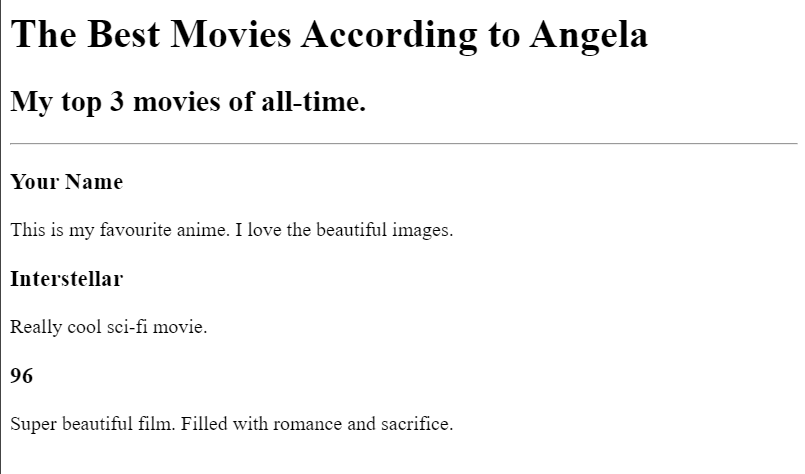 The Best Movies According to Angela
My top 3 movies of all-time.
Your Name
This is my favourite anime. I love the beautiful images.
Interstellar
Really cool sci-fi movie.
96
Super beautiful film. Filled with romance and sacrifice.